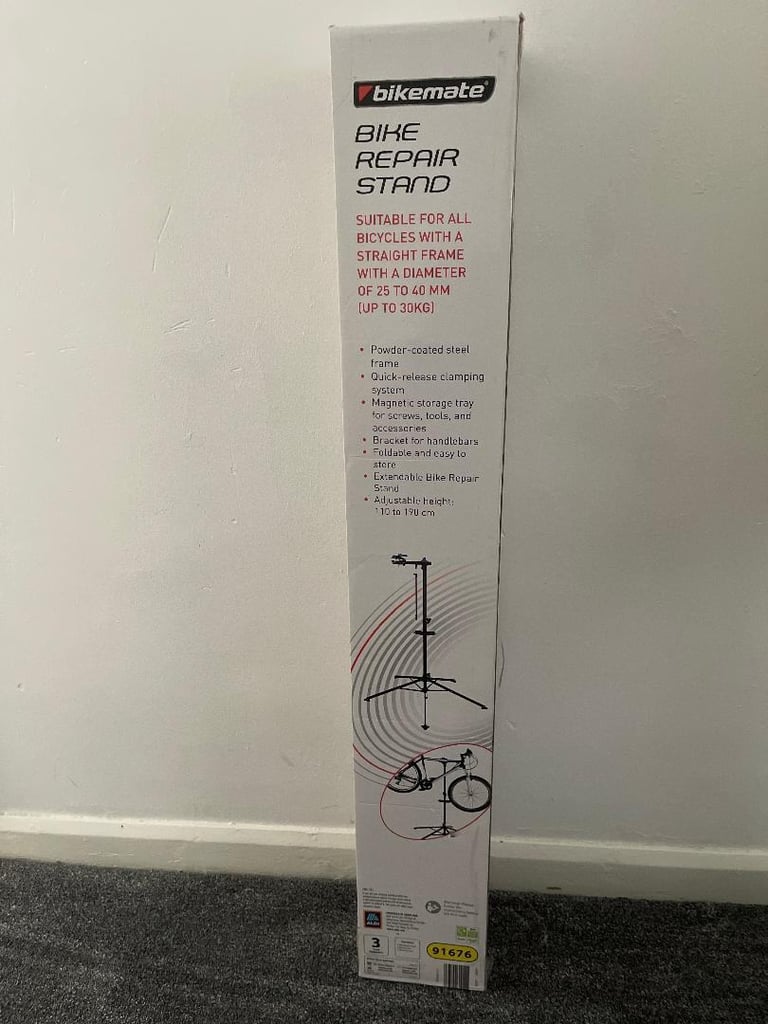 bikemate®
BIKE
REPAIR
STAND
SUITABLE FOR ALL
BICYCLES WITH A
STRAIGHT FRAME
WITH A DIAMETER
OF 25 TO 40 MM
(UP TO 30KG)
• Powder-coated steel
frame
• Quick-release clamping
system
• Magnetic storage tray
for screws, tools, and
accessories
• Bracket for handlebars
• Foldable and easy to
store
• Extendable Bike Repair
Stand
• Adjustable height:
110 to 190 cm
ALDI
3
91676